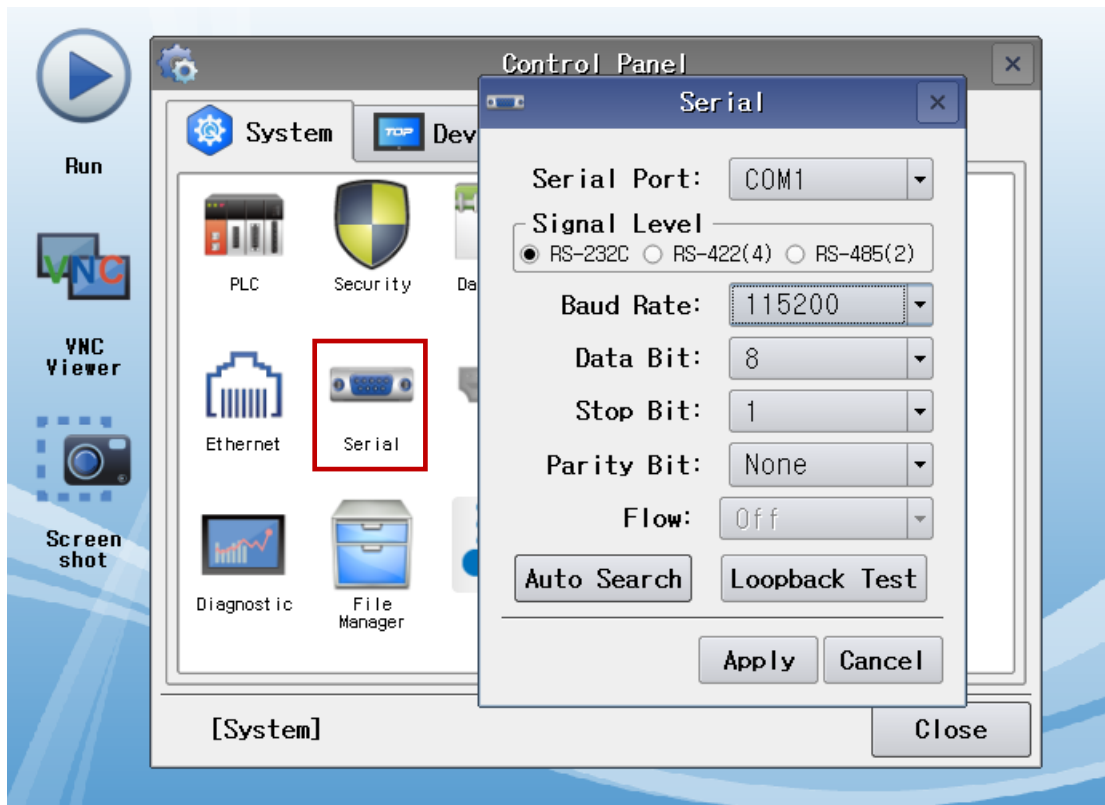 Run
VNC
VNC
Viewer
Screen
shot
Control Panel
System
TOP
Dev
PLC
Security
Da
Ethernet
Serial
Diagnostic
File
Manager
[System]
Close
Serial
Serial Port: COM1
Signal Level
RS-232C RS-422(4) RS-485(2)
Baud Rate: 115200
Data Bit: 8
Stop Bit: 1
Parity Bit: None
Flow: Off
Auto Search Loopback Test
Apply Cancel